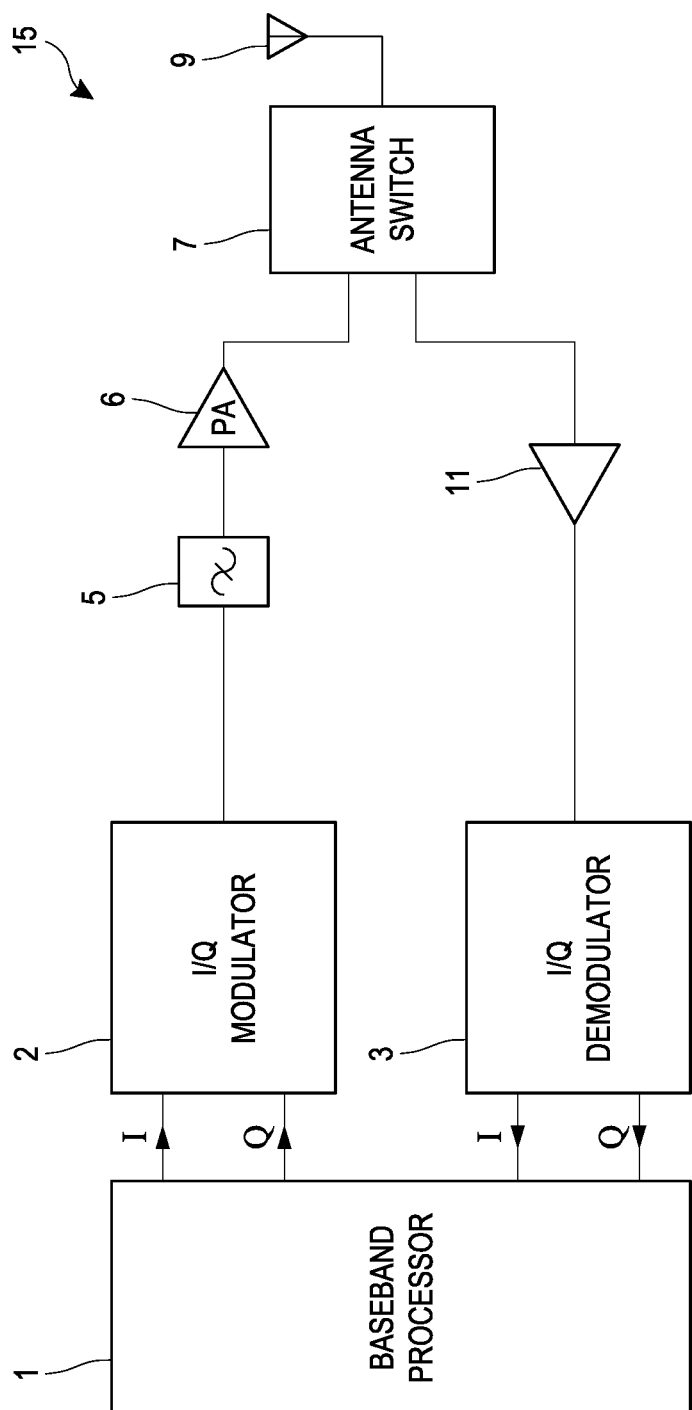 15
9
7
ANTENNA
SWITCH
6
PA
5
11
2
I/Q
MODULATOR
3
I/Q
DEMODULATOR
I
Q
I
Q
1
BASEBAND
PROCESSOR